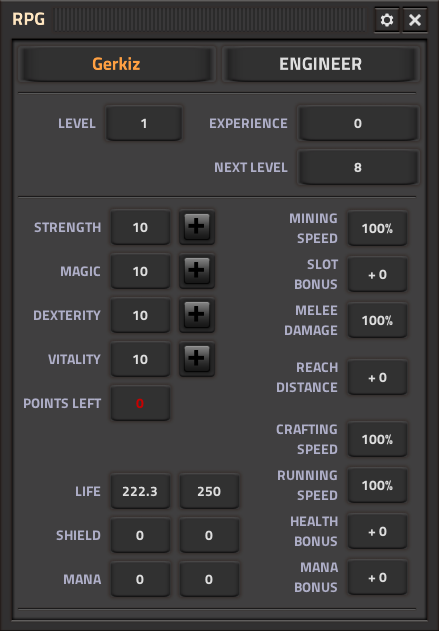 RPG
Gerkiz ENGINEER
LEVEL 1 EXPERIENCE 0
NEXT LEVEL 8
STRENGTH 10
MAGIC 10
DEXTERITY 10
VITALITY 10
POINTS LEFT 0
LIFE 222.3 250
SHIELD 0 0
MANA 0 0
MINING
SPEED 100%
SLOT
BONUS + 0
MELEE
DAMAGE 100%
REACH
DISTANCE + 0
CRAFTING
SPEED 100%
RUNNING
SPEED 100%
HEALTH
BONUS + 0
MANA
BONUS + 0